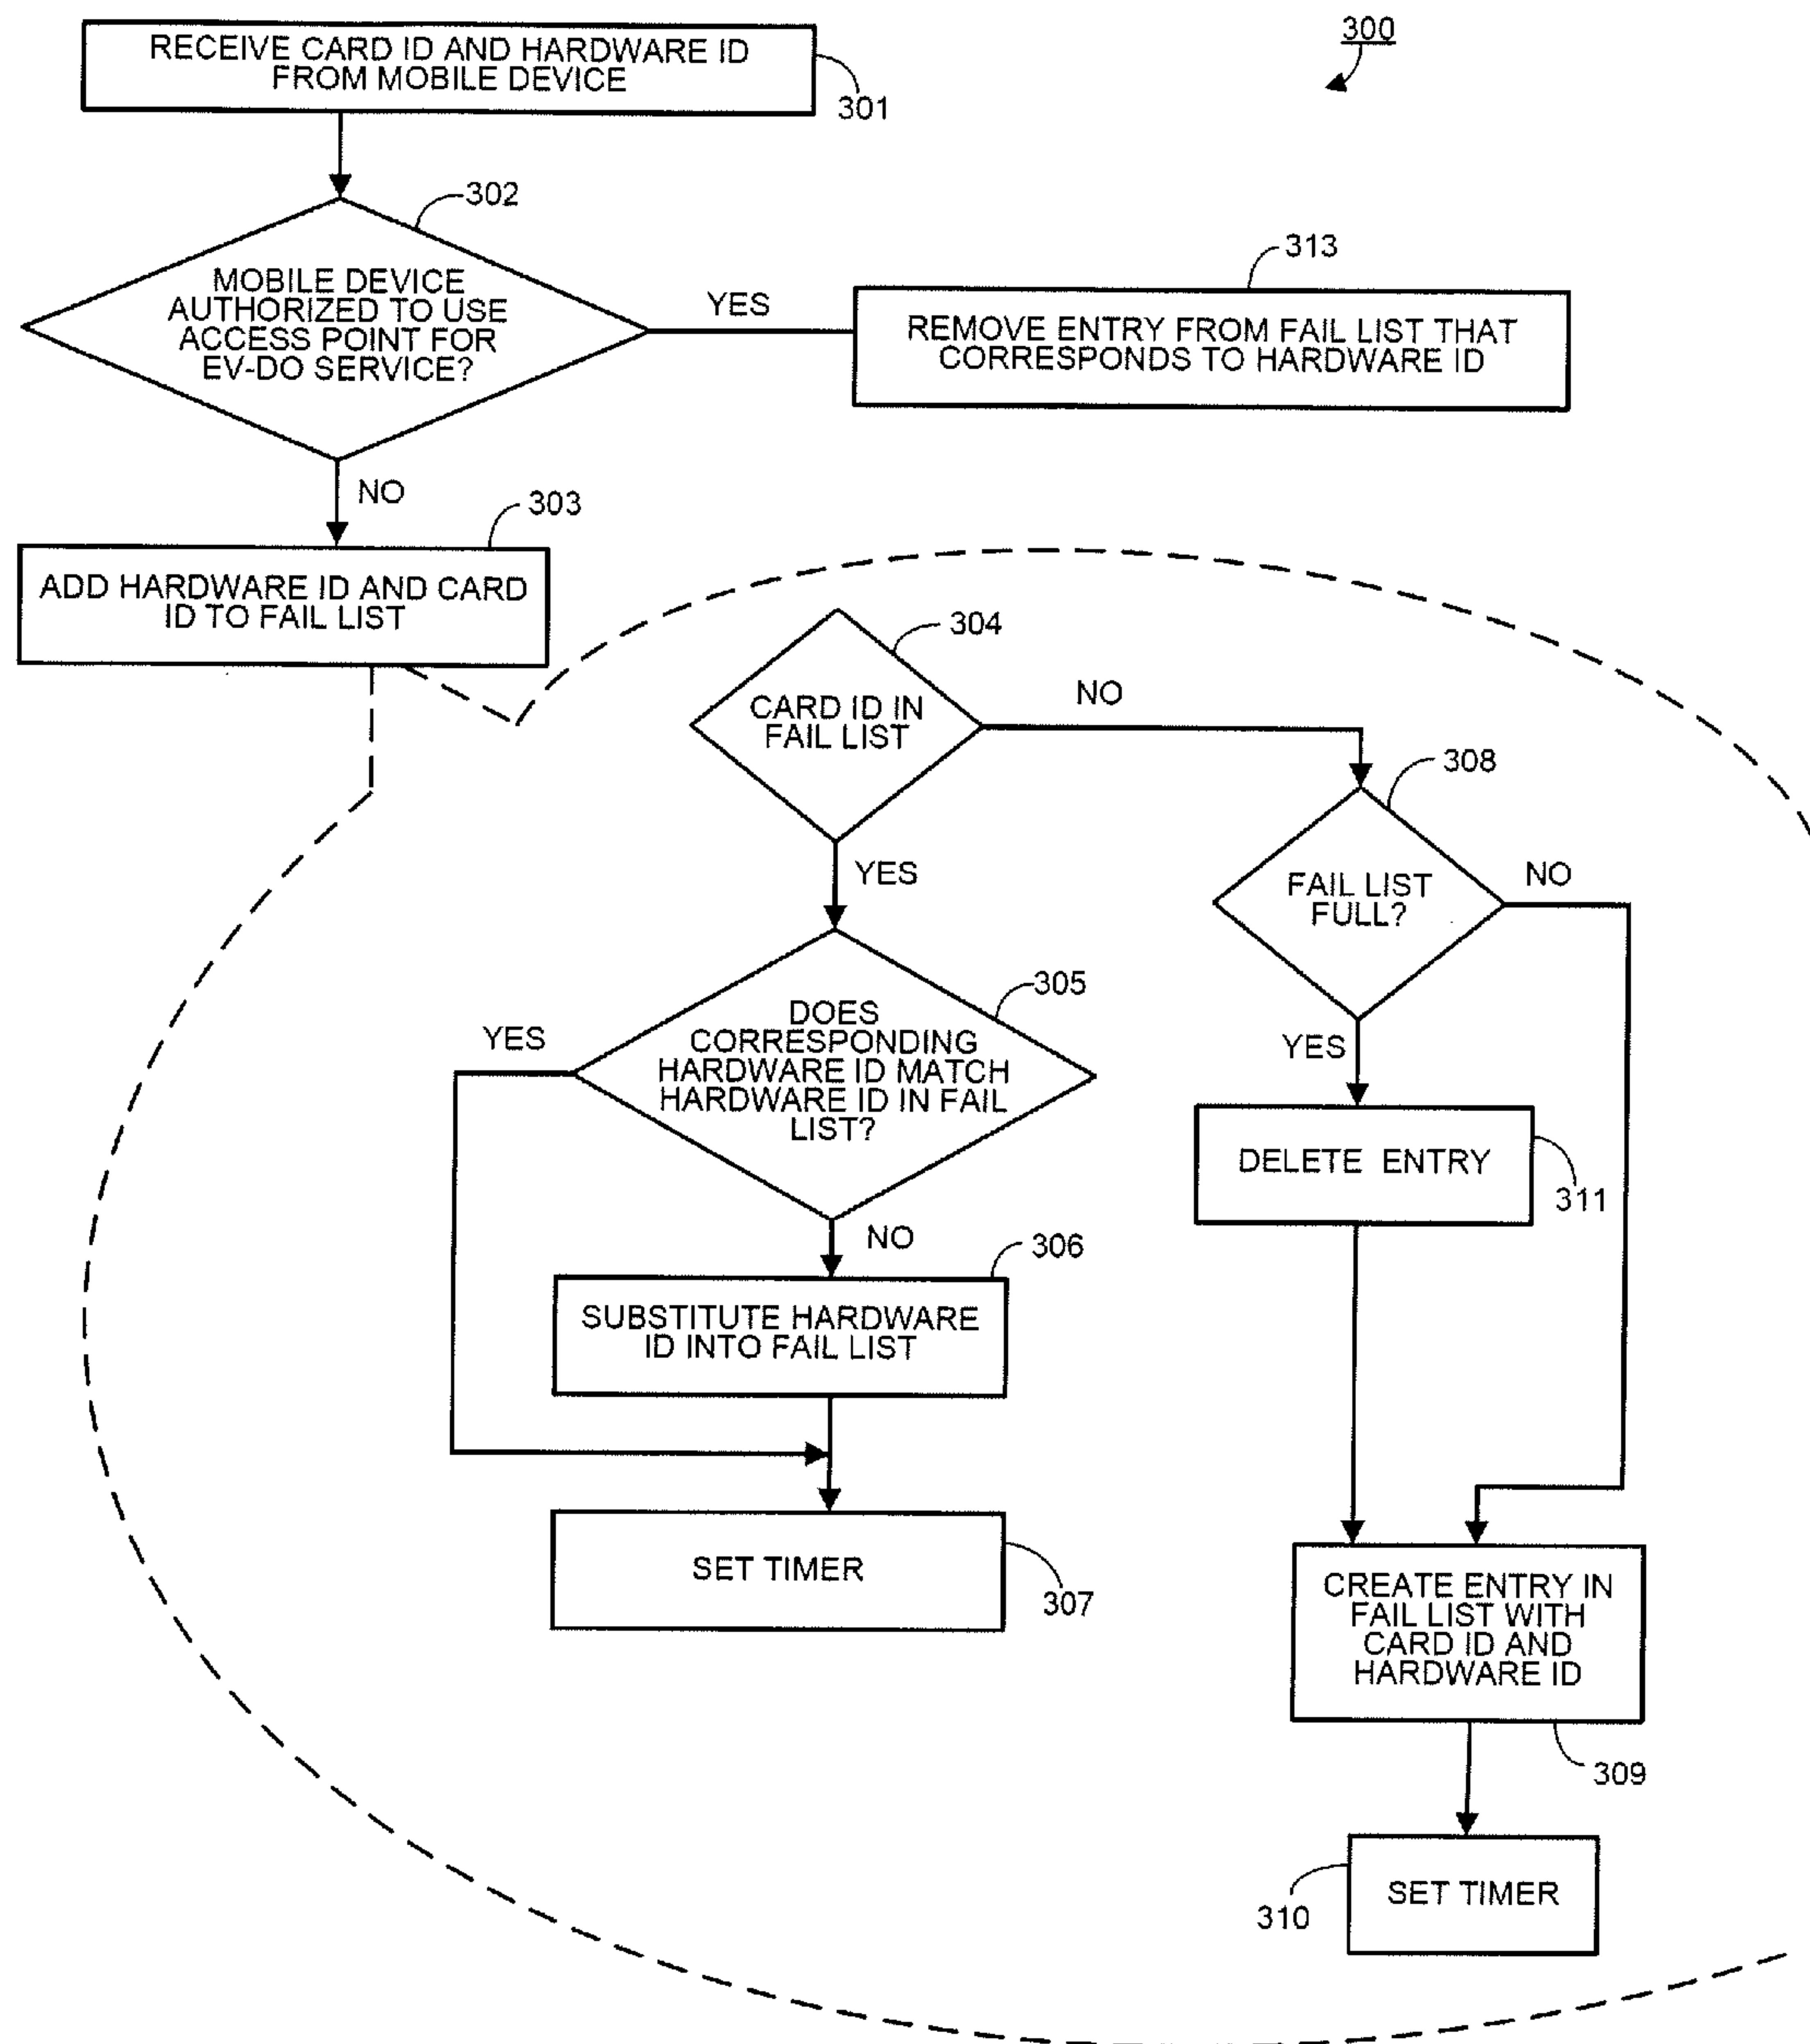 300
RECEIVE CARD ID AND HARDWARE ID
FROM MOBILE DEVICE
301
302
MOBILE DEVICE
AUTHORIZED TO USE
ACCESS POINT FOR
EV-DO SERVICE?
YES
313
REMOVE ENTRY FROM FAIL LIST THAT
CORRESPONDS TO HARDWARE ID
NO
303
ADD HARDWARE ID AND CARD
ID TO FAIL LIST
304
CARD ID IN
FAIL LIST
NO
YES
308
FAIL LIST
FULL?
NO
YES
305
DOES
CORRESPONDING
HARDWARE ID MATCH
HARDWARE ID IN FAIL
LIST?
YES
NO
DELETE ENTRY
311
306
SUBSTITUTE HARDWARE
ID INTO FAIL LIST
SET TIMER
307
CREATE ENTRY IN
FAIL LIST WITH
CARD ID AND
HARDWARE ID
309
SET TIMER
310